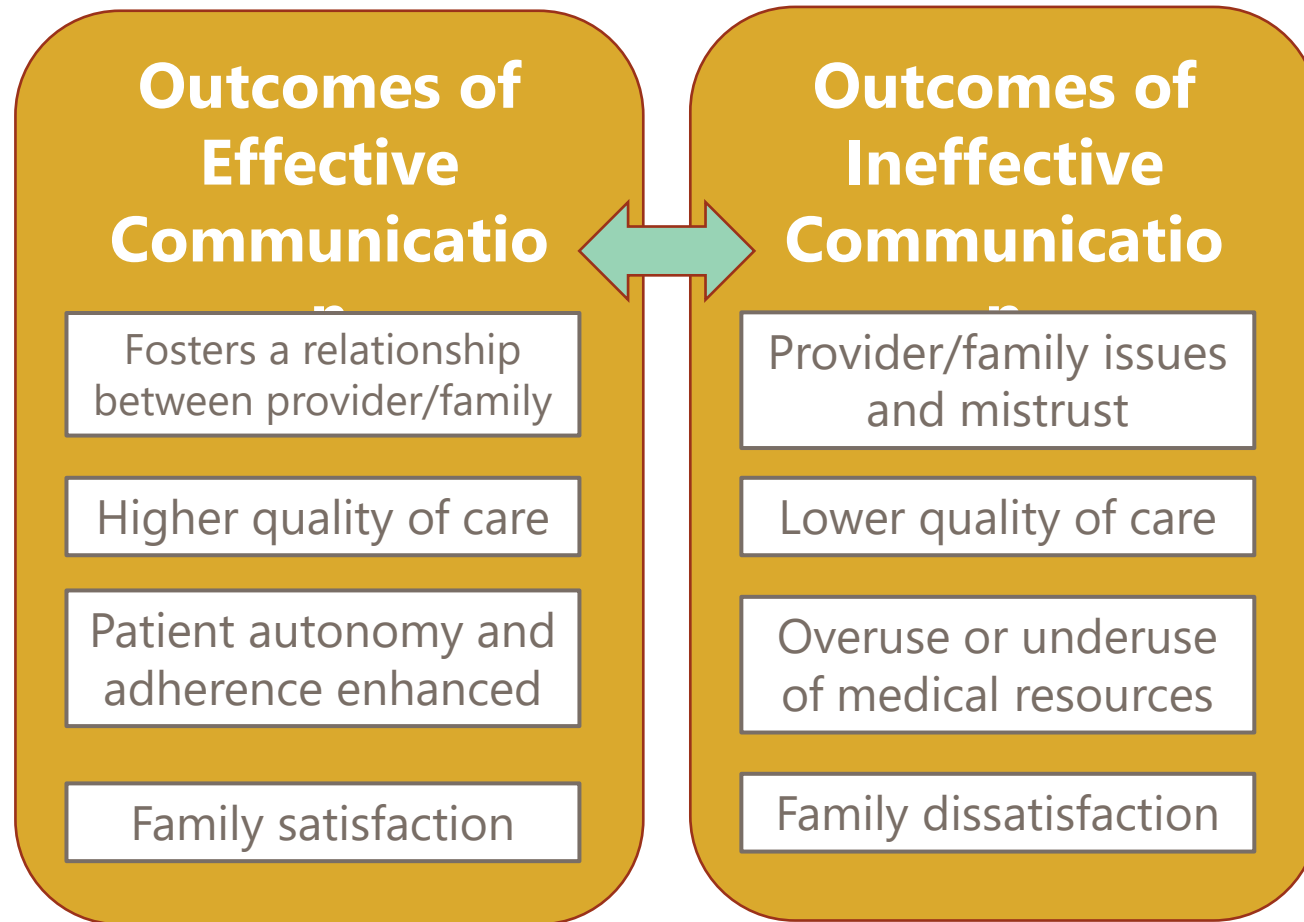 Outcomes of
Effective
Communicatio
n
Fosters a relationship
between provider/family
Higher quality of care
Patient autonomy and
adherence enhanced
Family satisfaction
Outcomes of
Ineffective
Communicatio
n
Provider/family issues
and mistrust
Lower quality of care
Overuse or underuse
of medical resources
Family dissatisfaction